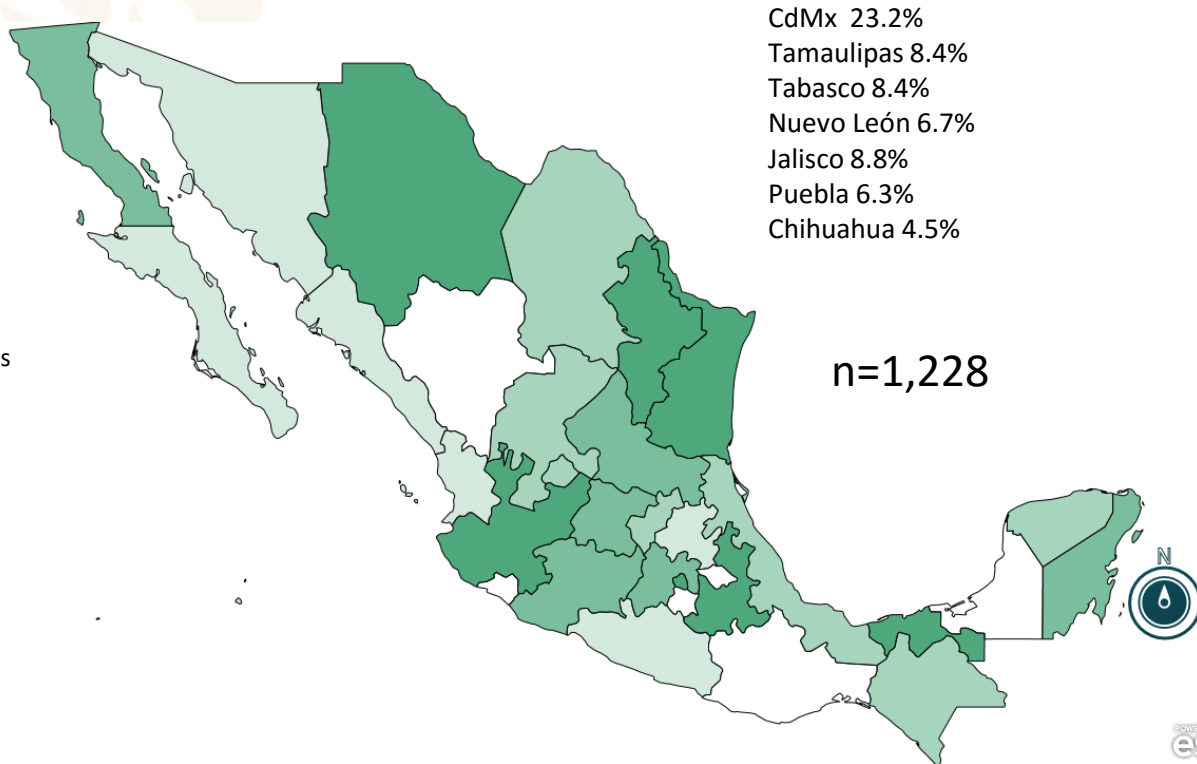 CdMx 23.2%
Tamaulipas 8.4%
Tabasco 8.4%
Nuevo León 6.7%
Jalisco 8.8%
Puebla 6.3%
Chihuahua 4.5%
s
n=1,228
N